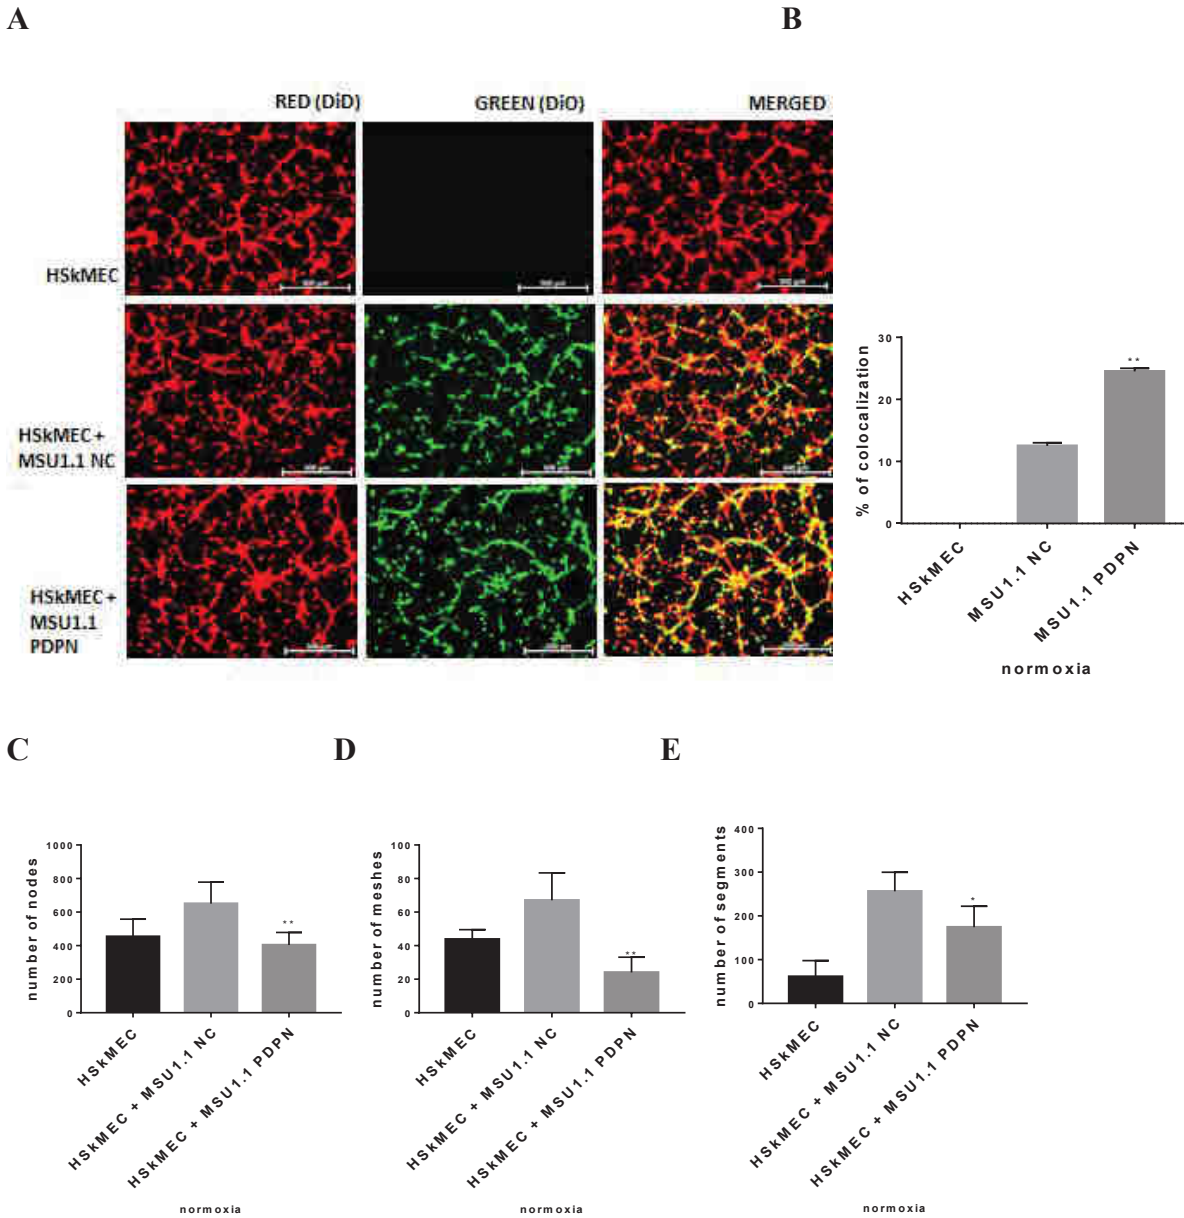 A
B
RED (DiD)
GREEN (DiO)
MERGED
HSkMEC
HSkMEC +
MSU1.1 NC
HSkMEC +
MSU1.1
PDPN
% of colocalization
30
20
10
0
**
HSkMEC
MSU1.1 NC
MSU1.1 PDPN
normoxia
C
D
E
number of nodes
1000
800
600
400
200
0
**
HSkMEC
HSkMEC + MSU1.1 NC
HSkMEC + MSU1.1 PDPN
normoxia
number of meshes
100
80
60
40
20
0
**
HSkMEC
HSkMEC + MSU1.1 NC
HSkMEC + MSU1.1 PDPN
normoxia
number of segments
400
300
200
100
0
*
HSkMEC
HSkMEC + MSU1.1 NC
HSkMEC + MSU1.1 PDPN
normoxia